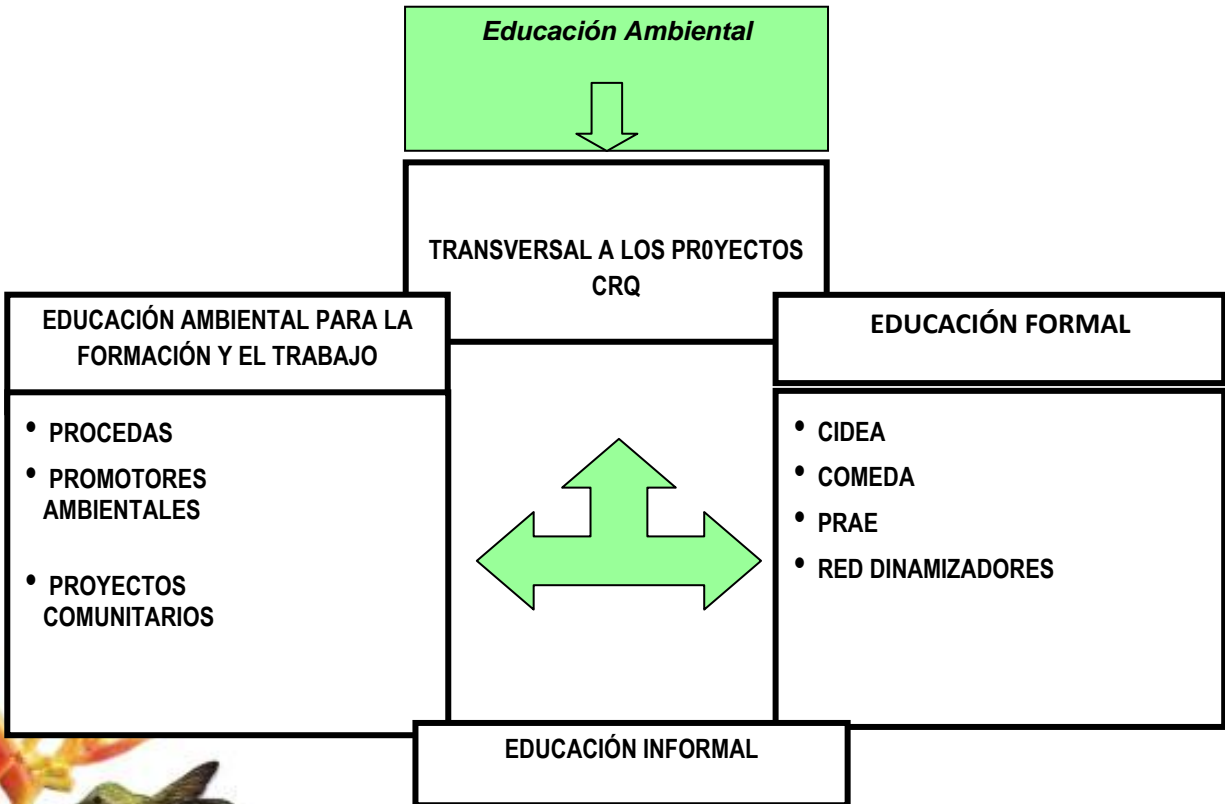 Educación Ambiental
TRANSVERSAL A LOS PR0YECTOS
CRQ
EDUCACIÓN AMBIENTAL PARA LA
FORMACIÓN Y EL TRABAJO
• PROCEDAS
• PROMOTORES
AMBIENTALES
• PROYECTOS
COMUNITARIOS
EDUCACIÓN FORMAL
• CIDEA
• COMEDA
• PRAE
• RED DINAMIZADORES
EDUCACIÓN INFORMAL